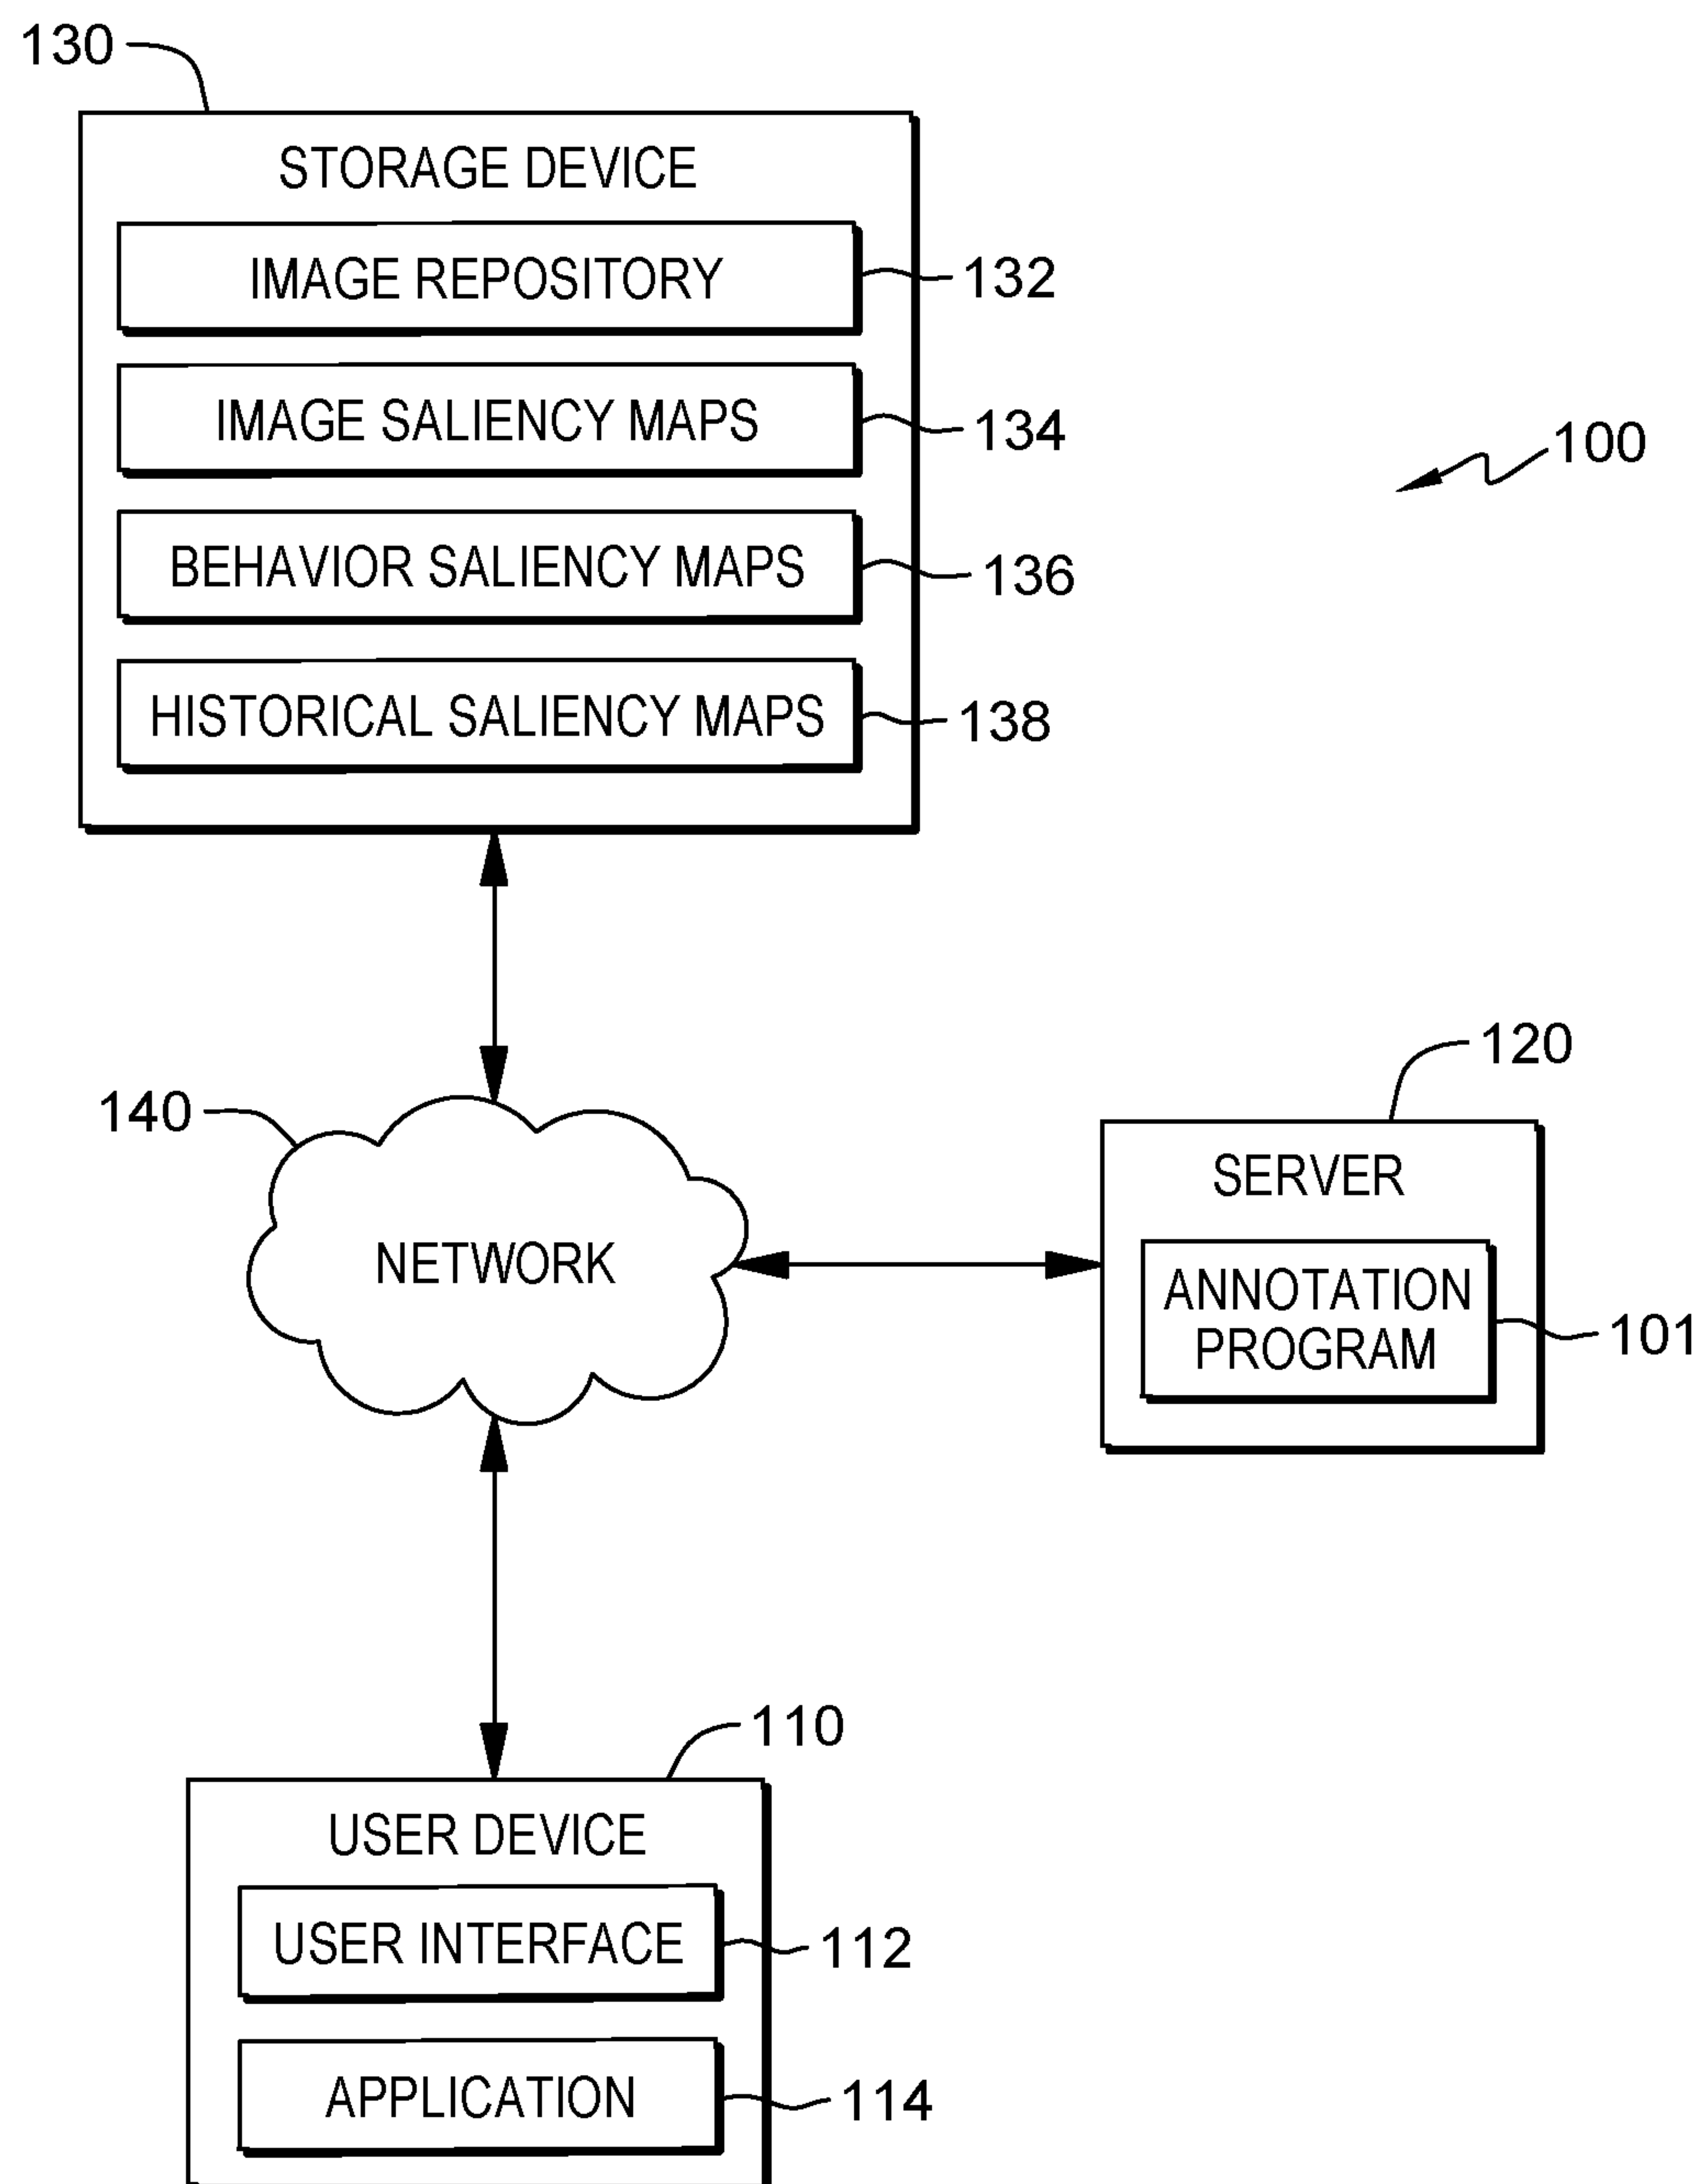 130
STORAGE DEVICE
IMAGE REPOSITORY
132
IMAGE SALIENCY MAPS
134
100
BEHAVIOR SALIENCY MAPS
136
HISTORICAL SALIENCY MAPS
138
120
140
SERVER
NETWORK
ANNOTATION
PROGRAM
101
110
USER DEVICE
USER INTERFACE
112
APPLICATION
114